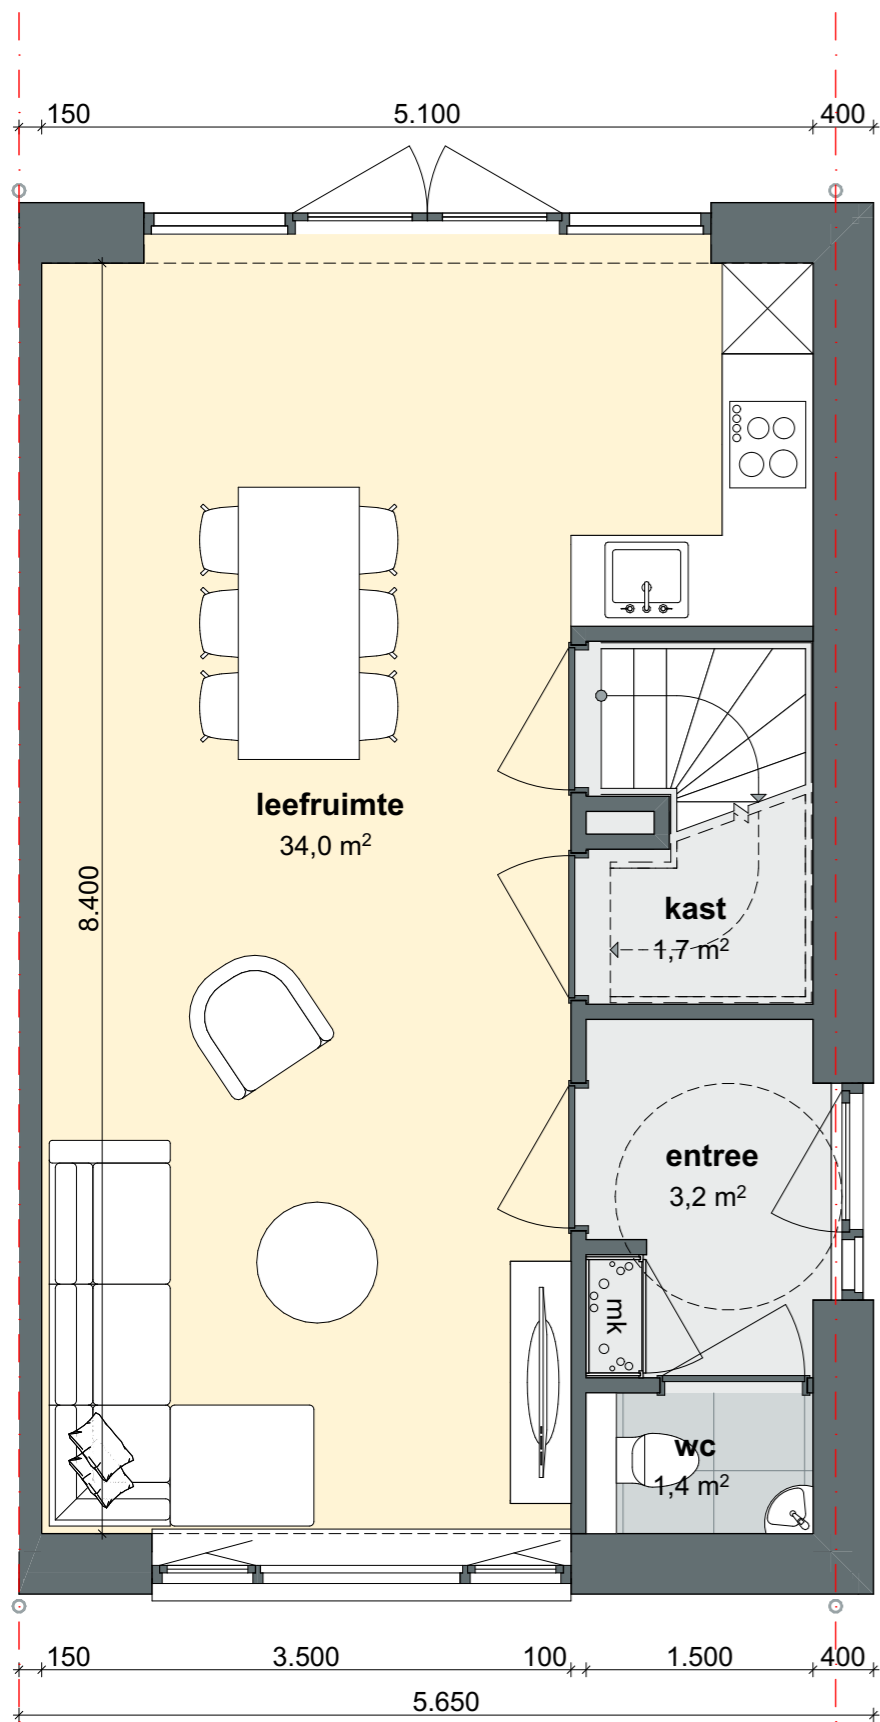 150 5.100 400
leefruimte
34,0 m²
8.400
kast
1,7 m²
entree
3,2 m²
mk
wc
1,4 m²
150 3.500 100 1.500 400
5.650